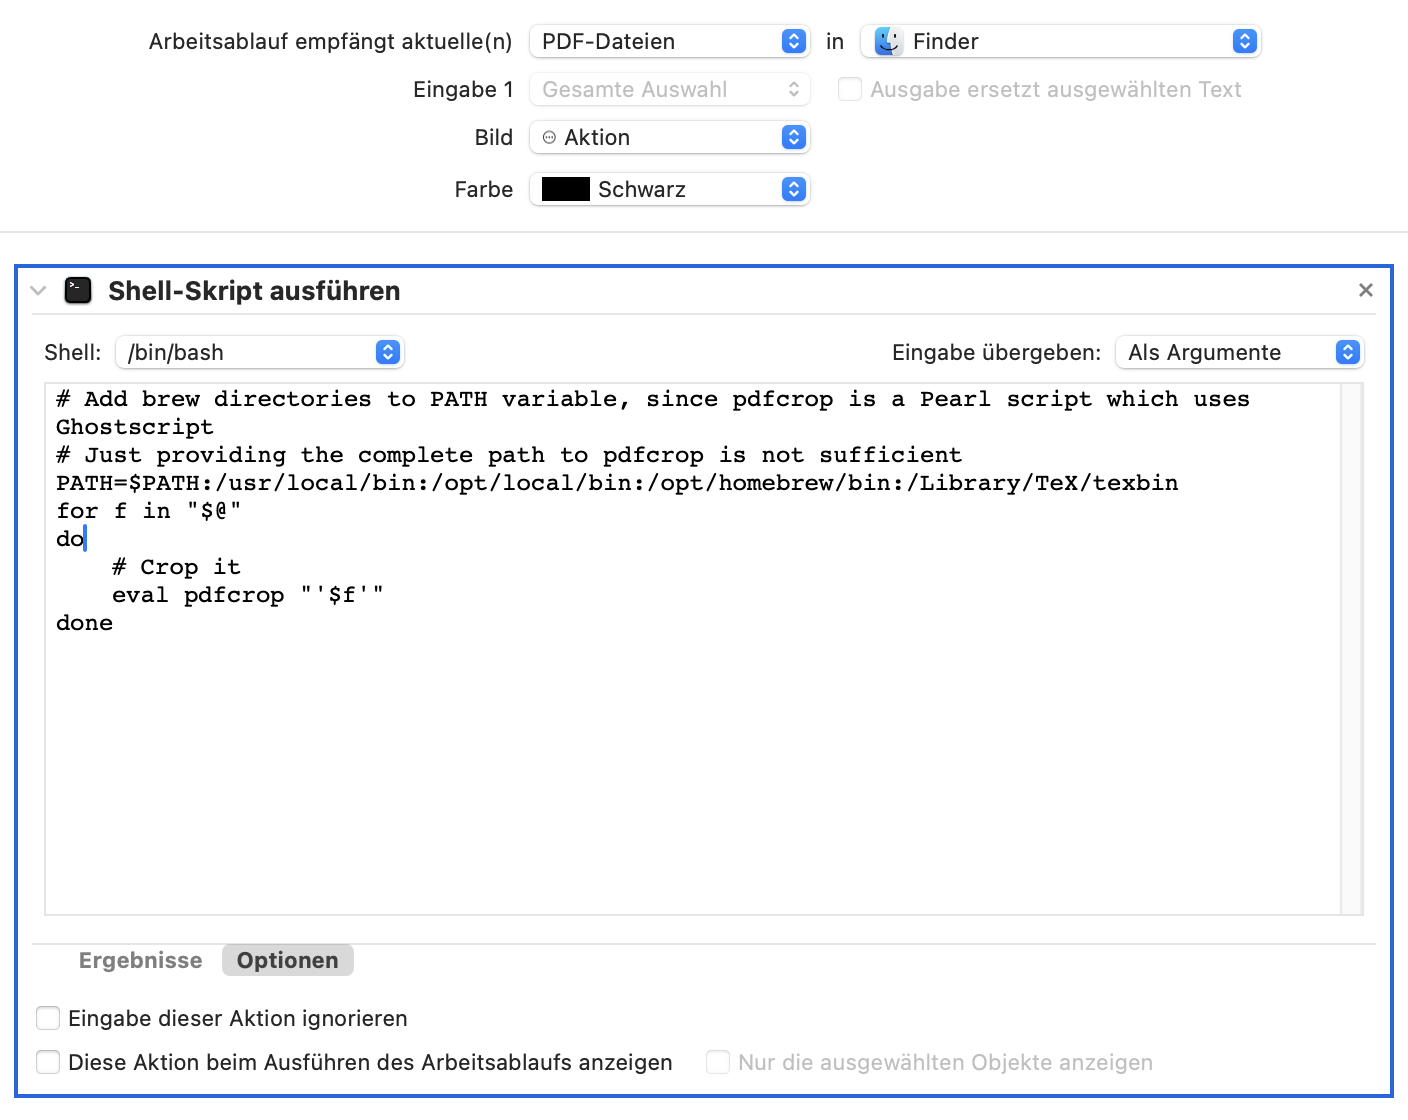 Arbeitsablauf empfängt aktuelle(n) PDF-Dateien in Finder
Eingabe 1 Gesamte Auswahl Ausgabe ersetzt ausgewählten Text
Bild Aktion
Farbe Schwarz
Shell-Skript ausführen
Shell: /bin/bash Eingabe übergeben: Als Argumente
# Add brew directories to PATH variable, since pdfcrop is a Pearl script which uses
Ghostscript
# Just providing the complete path to pdfcrop is not sufficient
PATH=$PATH:/usr/local/bin:/opt/local/bin:/opt/homebrew/bin:/Library/TeX/texbin
for f in "$@"
do
    # Crop it
    eval pdfcrop "'$f'"
done
Ergebnisse Optionen
Eingabe dieser Aktion ignorieren
Diese Aktion beim Ausführen des Arbeitsablaufs anzeigen Nur die ausgewählten Objekte anzeigen